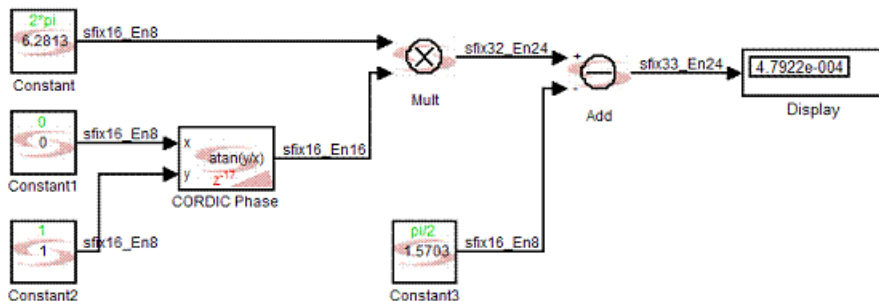 2*pi
6.2813
Constant
sfix16_En8
Mult
sfix32_En24
+
-
Add
sfix33_En24
4.7922e-004
Display
0
0
Constant1
sfix16_En8
x
y
atan(y/x)
z-17
CORDIC Phase
sfix16_En16
1
1
Constant2
sfix16_En8
pi/2
1.5703
Constant3
sfix16_En8